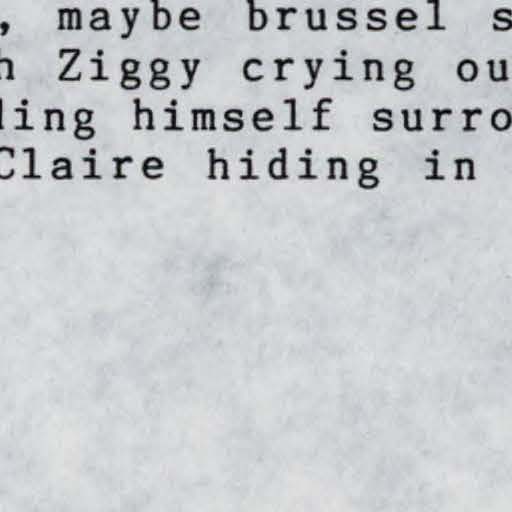 , maybe brussel s
h Ziggy crying ou
ling himself surro
Claire hiding in